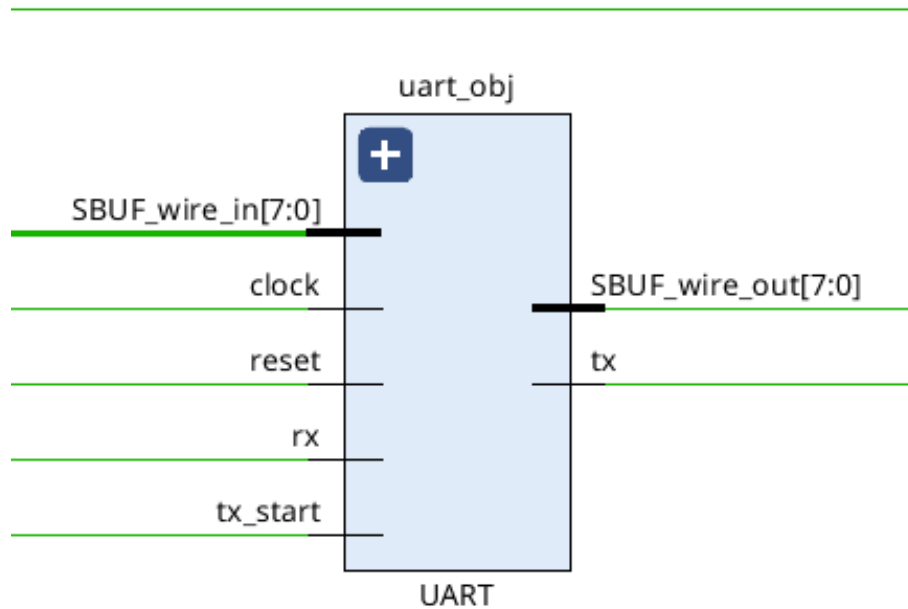 uart_obj
SBUF_wire_in[7:0]
clock
SBUF_wire_out[7:0]
reset
tx
rx
tx_start
UART